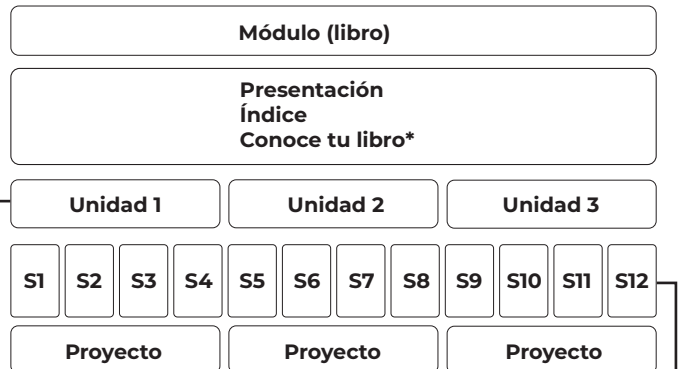 Módulo (libro)
Presentación
Índice
Conoce tu libro*
Unidad 1 Unidad 2 Unidad 3
S1 S2 S3 S4 S5 S6 S7 S8 S9 S10 S11 S12
Proyecto Proyecto Proyecto